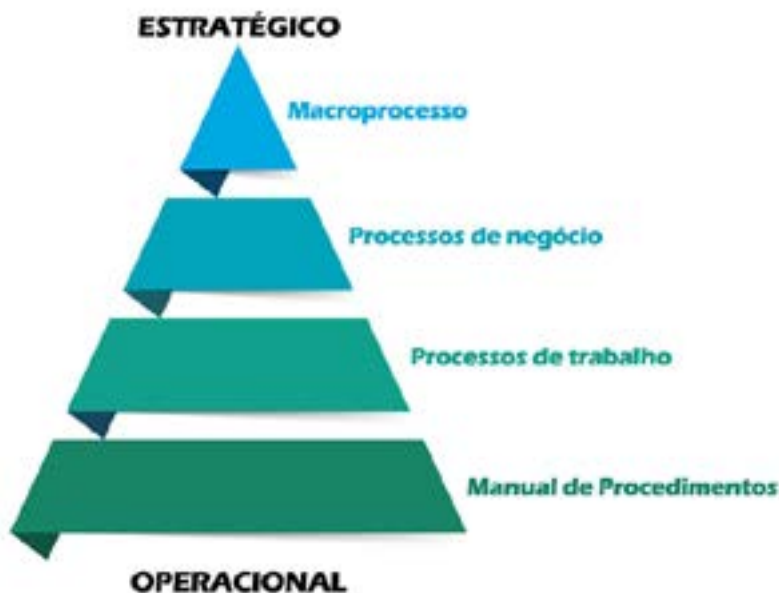 ESTRATÉGICO
Macroprocesso
Processos de negócio
Processos de trabalho
Manual de Procedimentos
OPERACIONAL